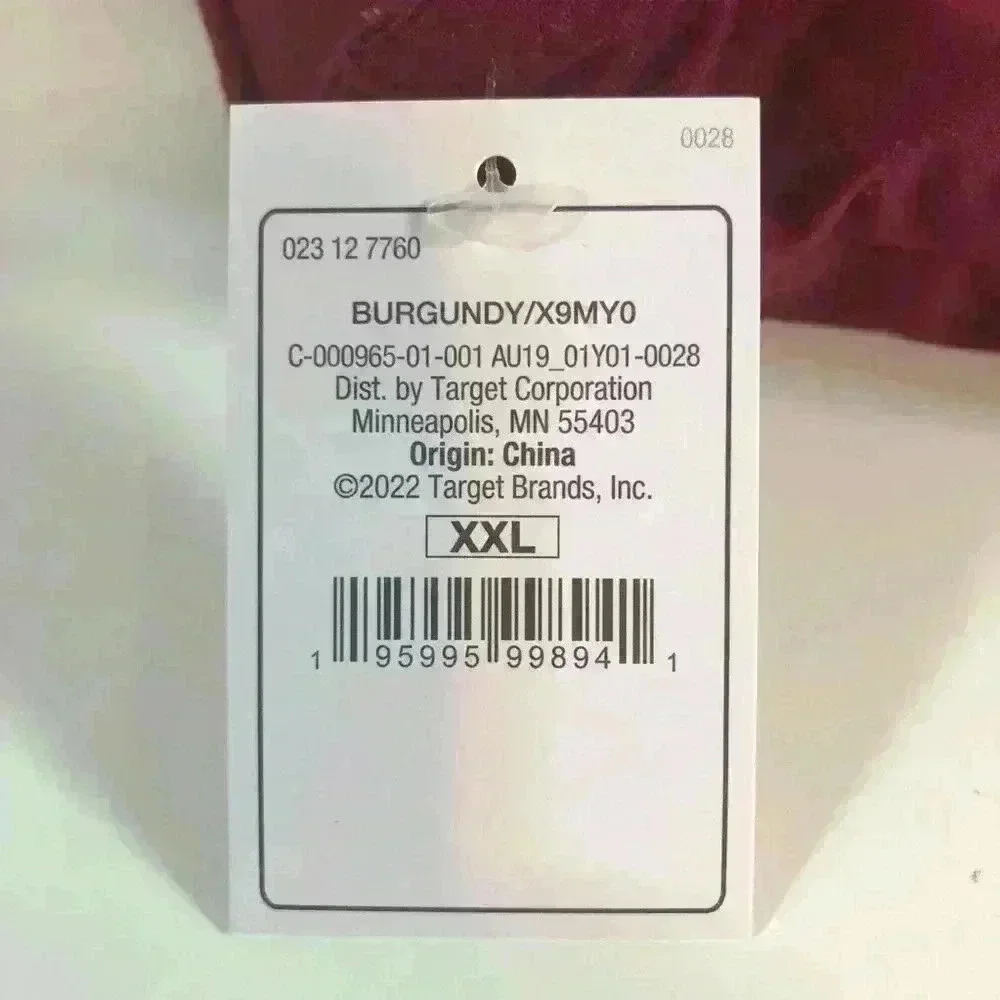 0028
023 12 7760
BURGUNDY/X9MY0
C-000965-01-001 AU19_01Y01-0028
Dist. by Target Corporation
Minneapolis, MN 55403
Origin: China
©2022 Target Brands, Inc.
XXL
1 95995 99894 1